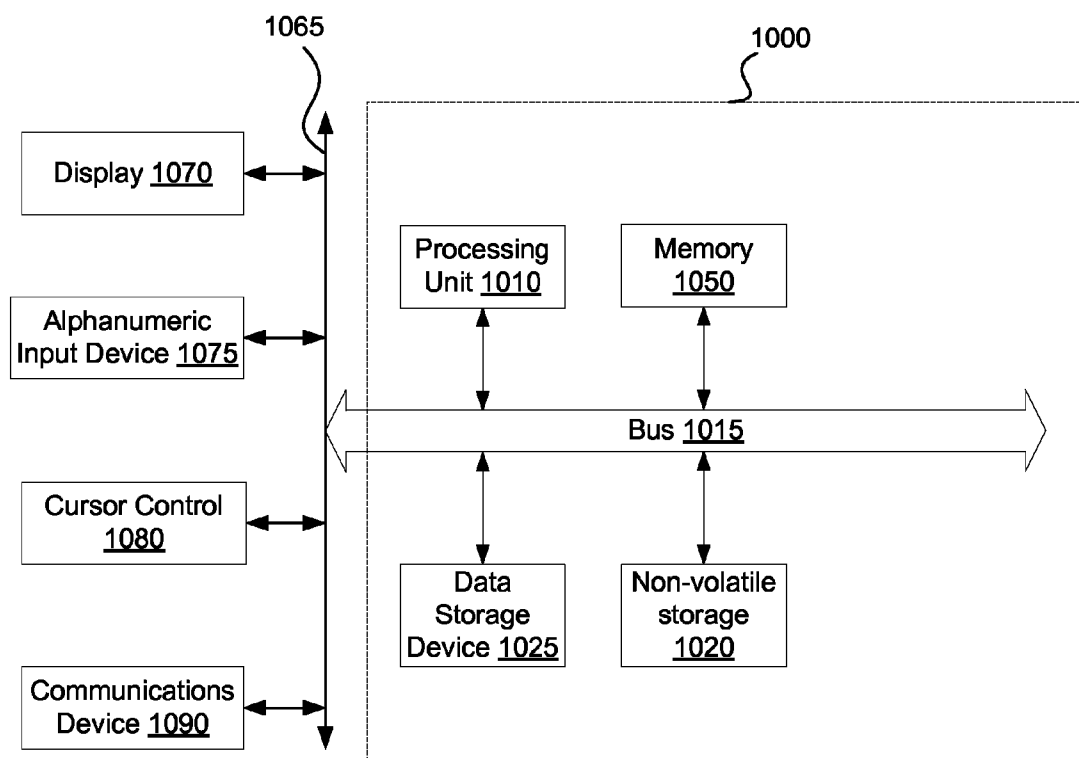 1065
1000
Display 1070
Processing
Unit 1010
Memory
1050
Alphanumeric
Input Device 1075
Bus 1015
Cursor Control
1080
Data
Storage
Device 1025
Non-volatile
storage
1020
Communications
Device 1090